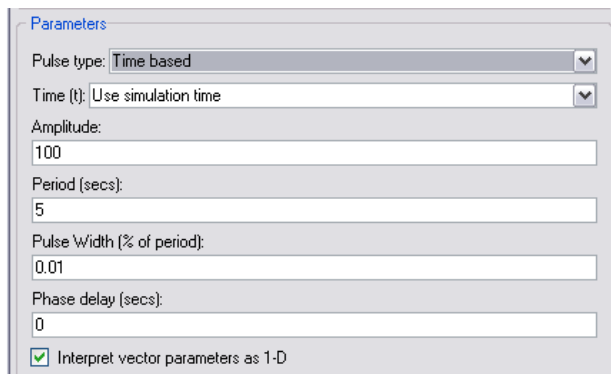 Parameters
Pulse type: Time based
Time (t): Use simulation time
Amplitude:
100
Period (secs):
5
Pulse Width (% of period):
0.01
Phase delay (secs):
0
Interpret vector parameters as 1-D